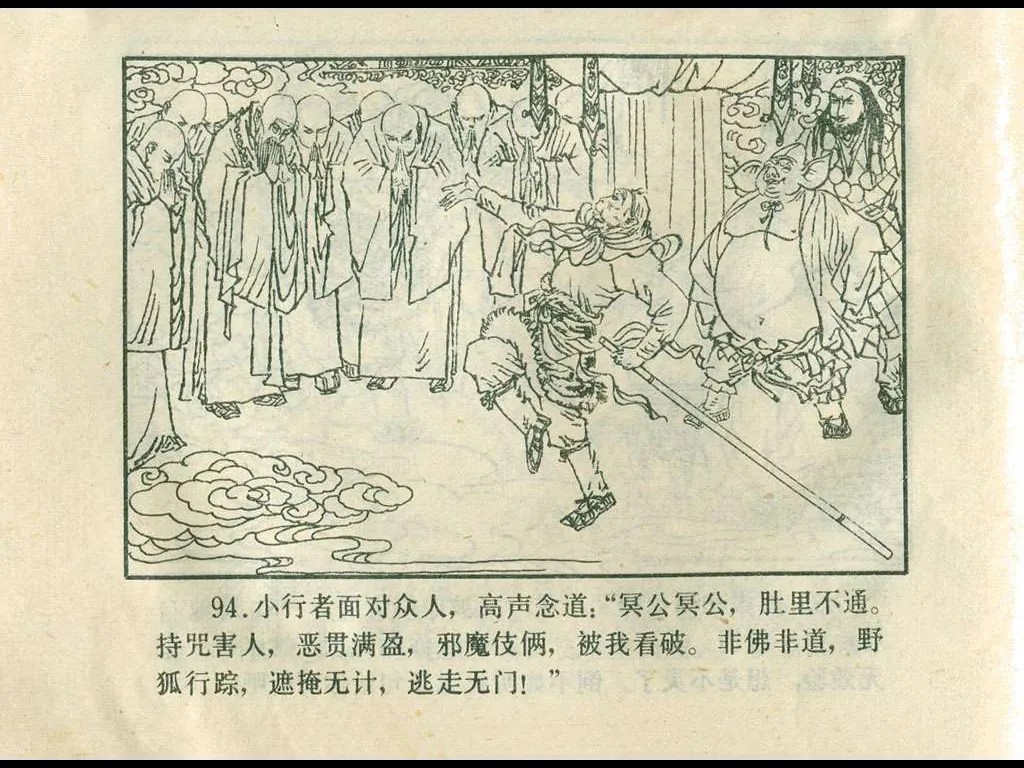 94.小行者面对众人，高声念道：“冥公冥公，肚里不通。
持咒害人，恶贯满盈，邪魔伎俩，被我看破。非佛非道，野
狐行踪，遮掩无计，逃走无门！”